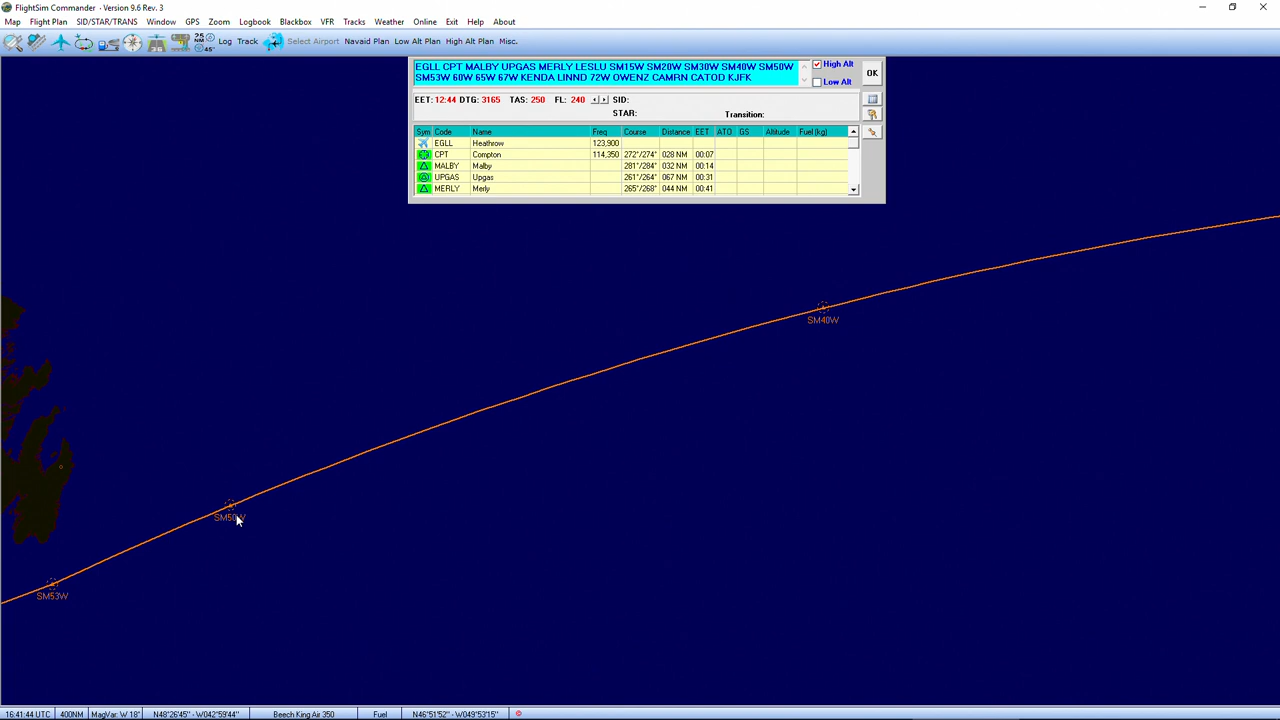 FlightSim Commander - Version 9.6 Rev. 3
Map Flight Plan SID/STAR/TRANS Window GPS Zoom Logbook Blackbox VFR Tracks Weather Online Exit Help About
25 NM 45° Log Track Select Airport Navaid Plan Low Alt Plan High Alt Plan Misc.
EGLL CPT MALBY UPGAS MERLY LESLU SM15W SM20W SM30W SM40W SM50W
SM53W 60W 65W 67W KENDA LINND 72W OWENZ CAMRN CATOD KJFK
High Alt
Low Alt
OK
EET: 12:44 DTG: 3165 TAS: 250 FL: 240 SID:
STAR: Transition:
Sym Code Name Freq Course Distance EET ATO GS Altitude Fuel (kg)
EGLL Heathrow 123,900
CPT Compton 114,350 272°/274° 028 NM 00:07
MALBY Malby 281°/284° 032 NM 00:14
UPGAS Upgas 261°/264° 067 NM 00:31
MERLY Merly 265°/268° 044 NM 00:41
SM40W
SM50W
SM53W
16:41:44 UTC 400NM MagVar: W 18° N48°26'45" - W042°59'44" Beech King Air 350 Fuel N46°51'52" - W049°53'15"